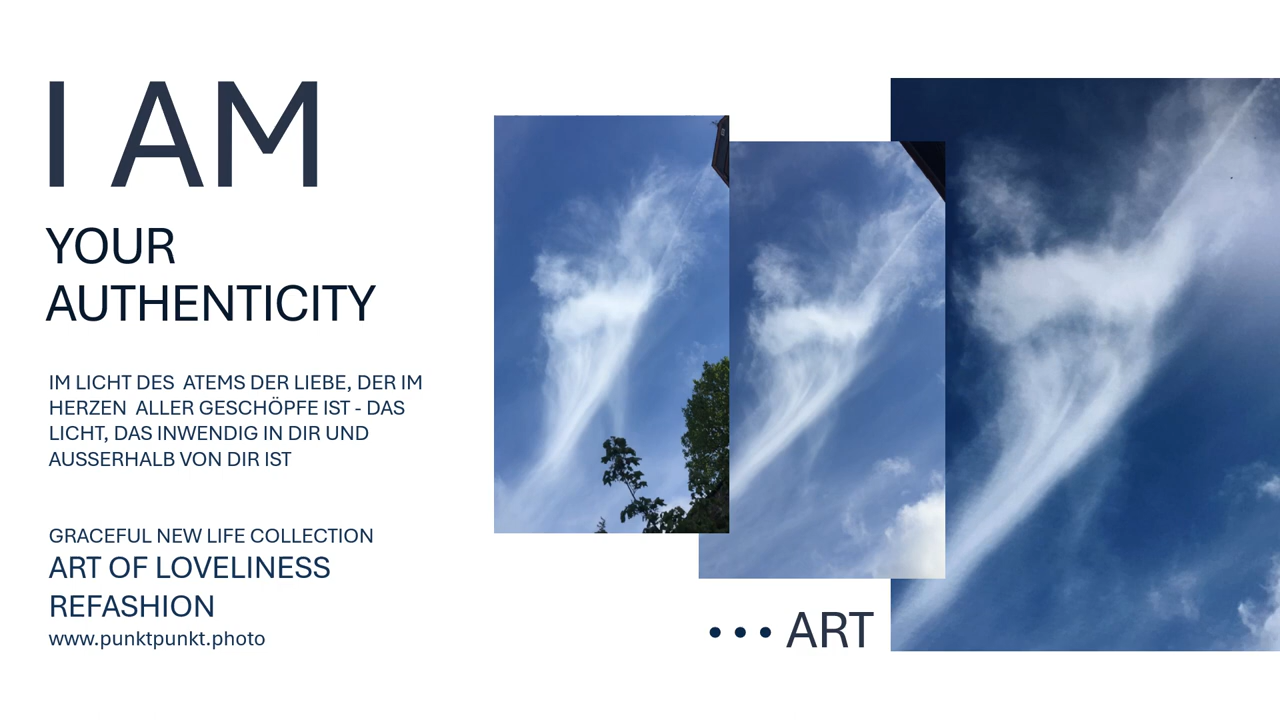 I AM
YOUR
AUTHENTICITY
IM LICHT DES  ATEMS DER LIEBE, DER IM
HERZEN  ALLER GESCHÖPFE IST - DAS
LICHT, DAS INWENDIG IN DIR UND
AUSSERHALB VON DIR IST
GRACEFUL NEW LIFE COLLECTION
ART OF LOVELINESS
REFASHION
www.punktpunkt.photo
• • • ART